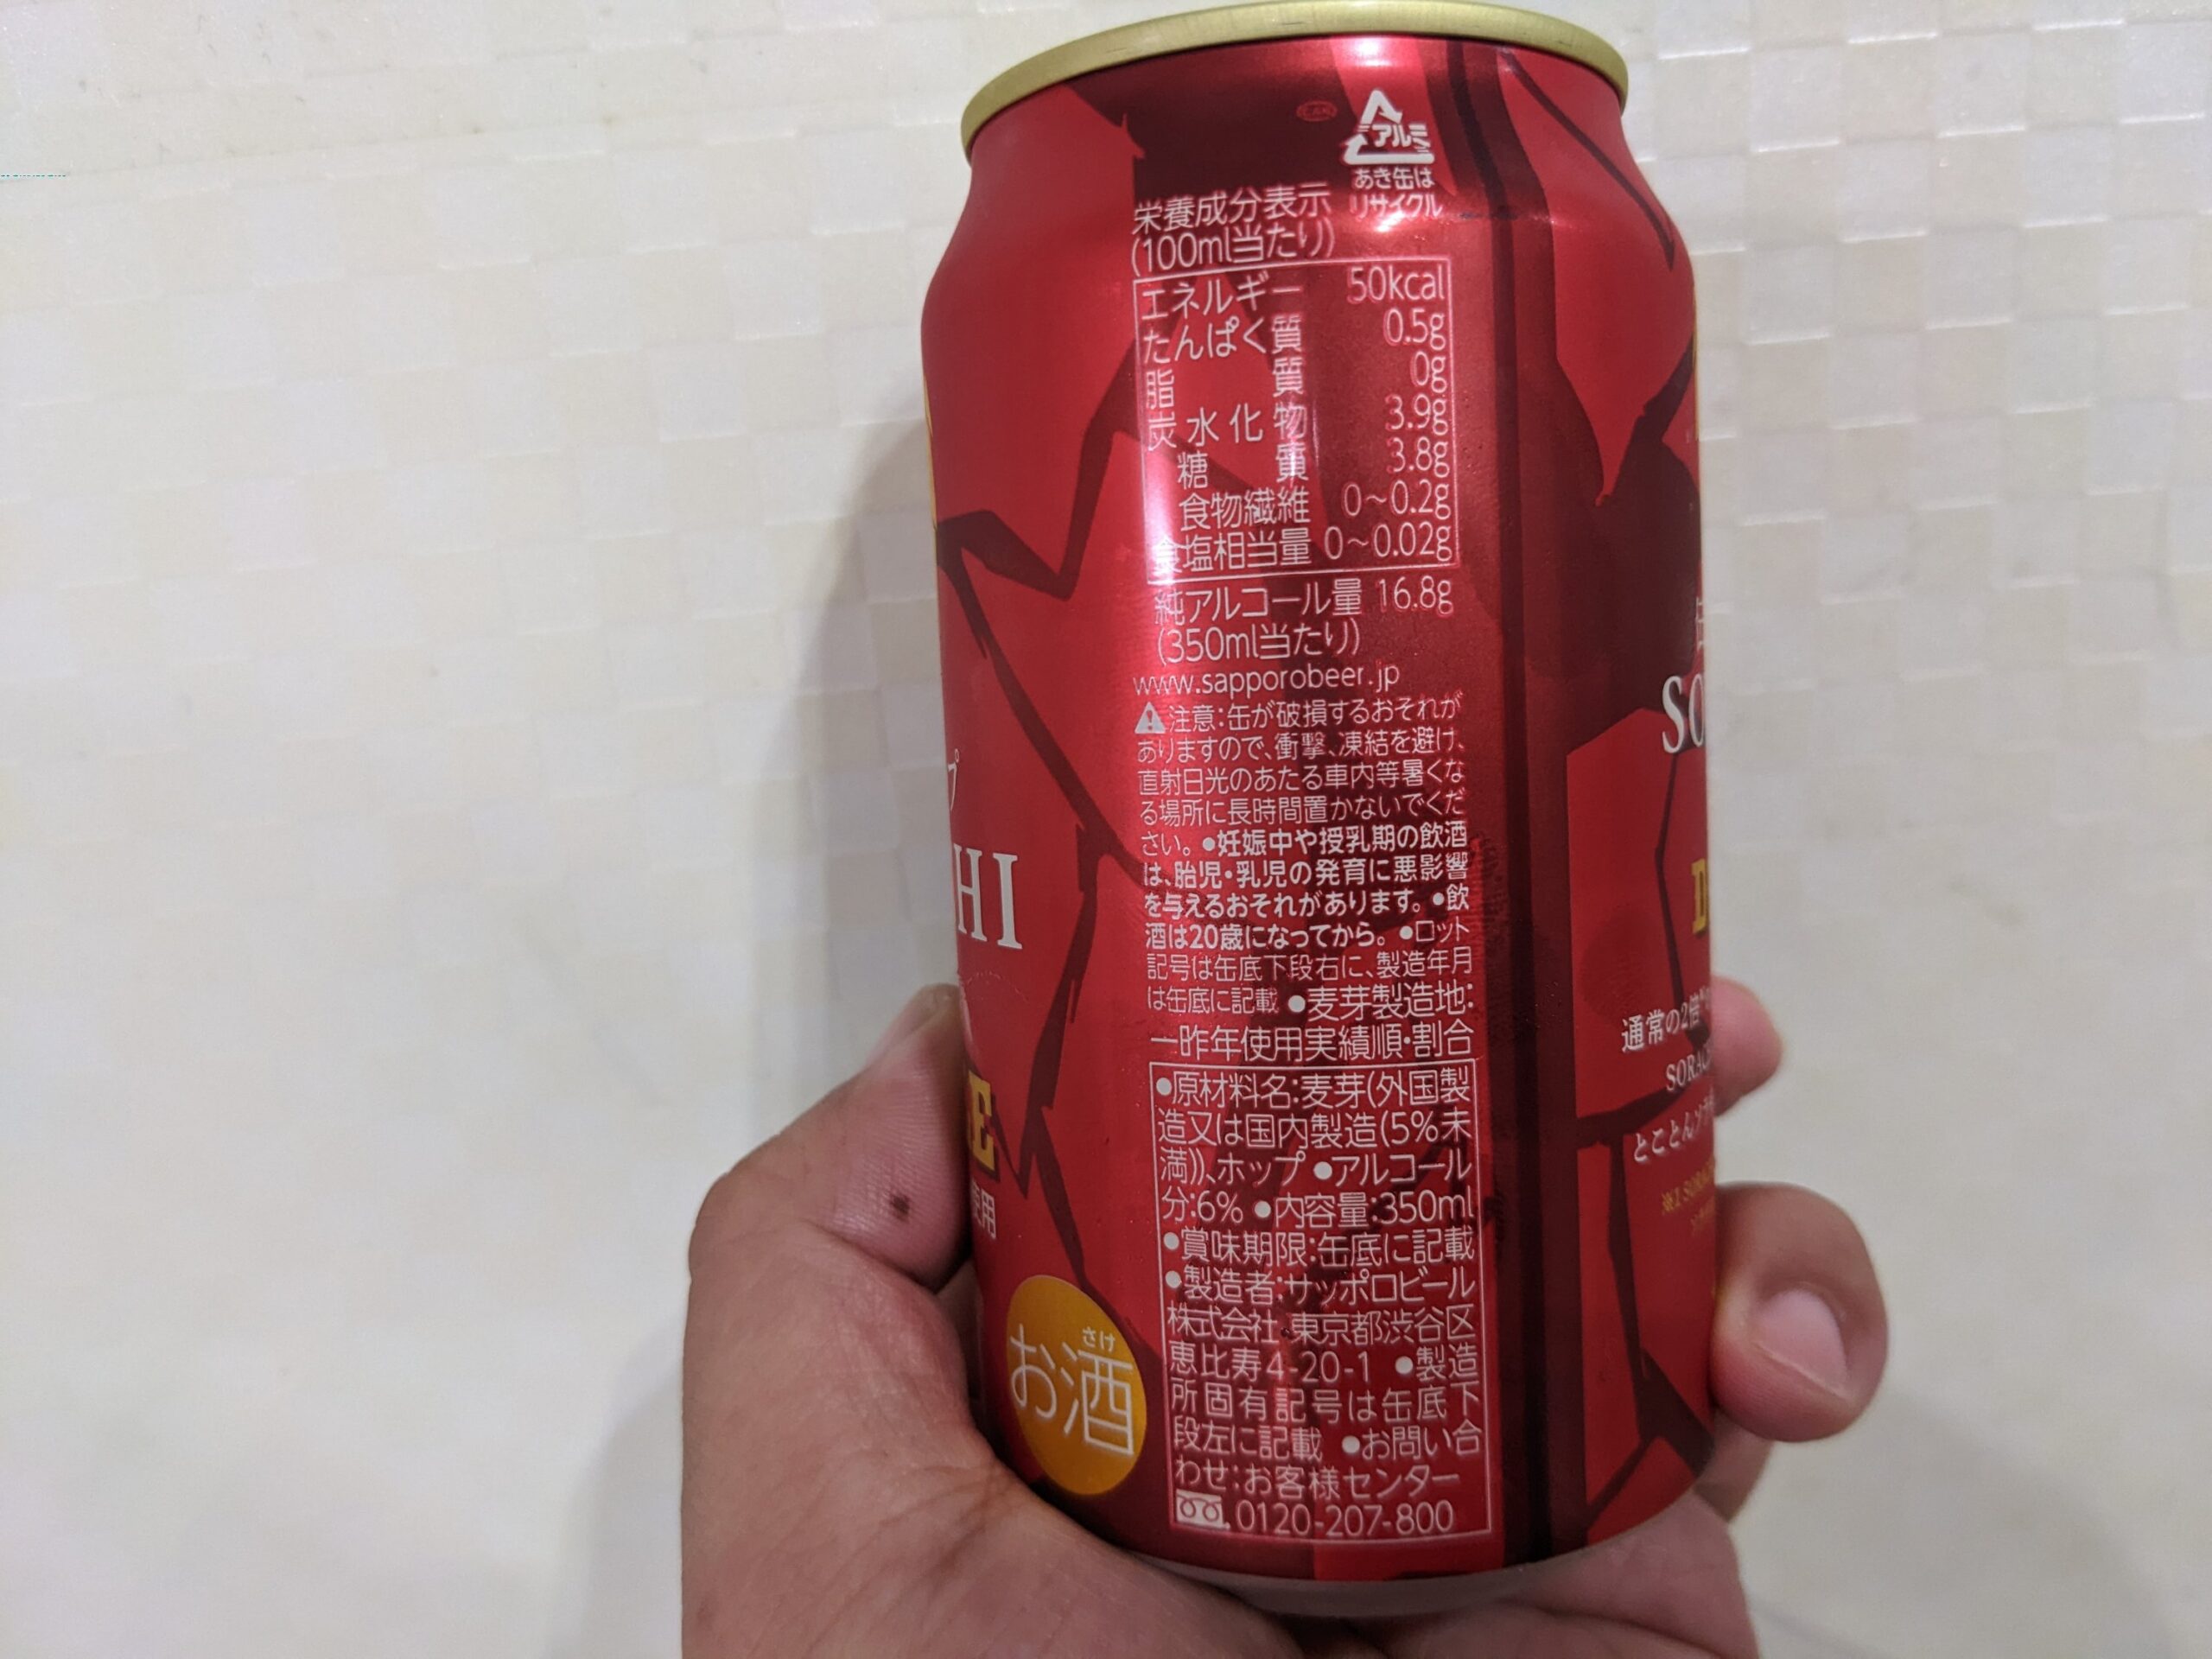 アルミ
あき缶は
リサイクル
栄養成分表示
(100ml当たり)
エネルギー 50kcal
たんぱく質 0.5g
脂質 0g
炭水化物 3.9g
糖質 3.8g
食物繊維 0~0.2g
食塩相当量 0~0.02g
純アルコール量 16.8g
(350ml当たり)
www.sapporobeer.jp
注意:缶が破損するおそれが
ありますので、衝撃、凍結を避け、
直射日光のあたる車内等暑くな
る場所に長時間置かないでくだ
さい。●妊娠中や授乳期の飲酒
は、胎児・乳児の発育に悪影響
を与えるおそれがあります。●飲
酒は20歳になってから。●ロット
記号は缶底下段右に、製造年月
は缶底に記載 ●麦芽製造地:
一昨年使用実績順・割合
●原材料名:麦芽(外国製
造又は国内製造(5%未
満))、ホップ ●アルコール
分:6% ●内容量:350ml
●賞味期限:缶底に記載
●製造者:サッポロビール
株式会社 東京都渋谷区
恵比寿4-20-1 ●製造
所固有記号は缶底下
段左に記載 ●お問い合
わせ:お客様センター
0120-207-800
プ
HI
E
使用
さけ
お酒
SO
通常の2倍
SORAC
とことんソ